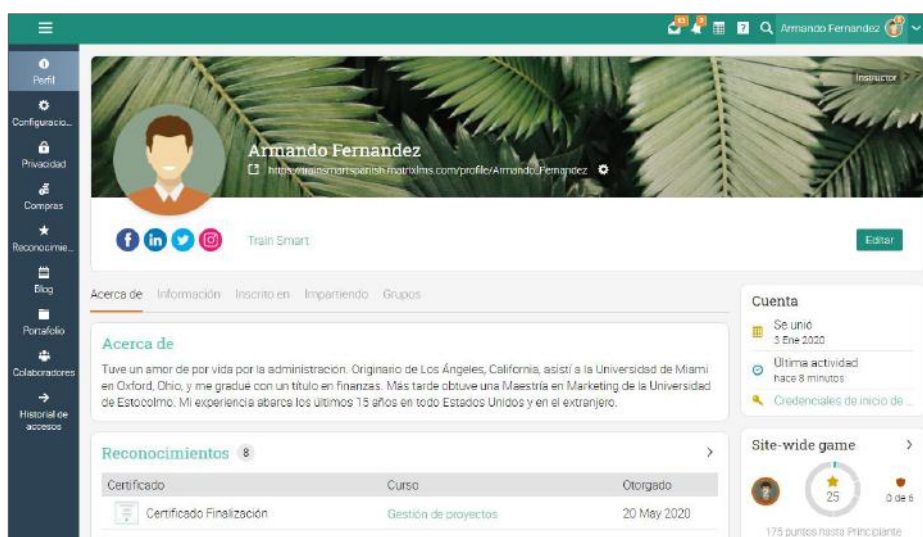 Armando Fernandez
Perfil
Configuracio...
Privacidad
Compras
Reconocimie...
Blog
Portafolio
Colaboradores
Historial de
accesos
Instructor
Armando Fernandez
https://trainsmartspanish.matrixlms.com/profile/Armando_Fernandez
Train Smart
Editar
Acerca de Información Inscrito en Impartiendo Grupos
Acerca de
Tuve un amor de por vida por la administración. Originario de Los Ángeles, California, asistí a la Universidad de Miami
en Oxford, Ohio, y me gradué con un título en finanzas. Más tarde obtuve una Maestría en Marketing de la Universidad
de Estocolmo. Mi experiencia abarca los últimos 15 años en todo Estados Unidos y en el extranjero.
Reconocimientos 8
Certificado Curso Otorgado
Certificado Finalización Gestión de proyectos 20 May 2020
Cuenta
Se unió
3 Ene 2020
Última actividad
hace 8 minutos
Credenciales de inicio de ...
Site-wide game
25
0 de 6
175 puntos hasta Principiante